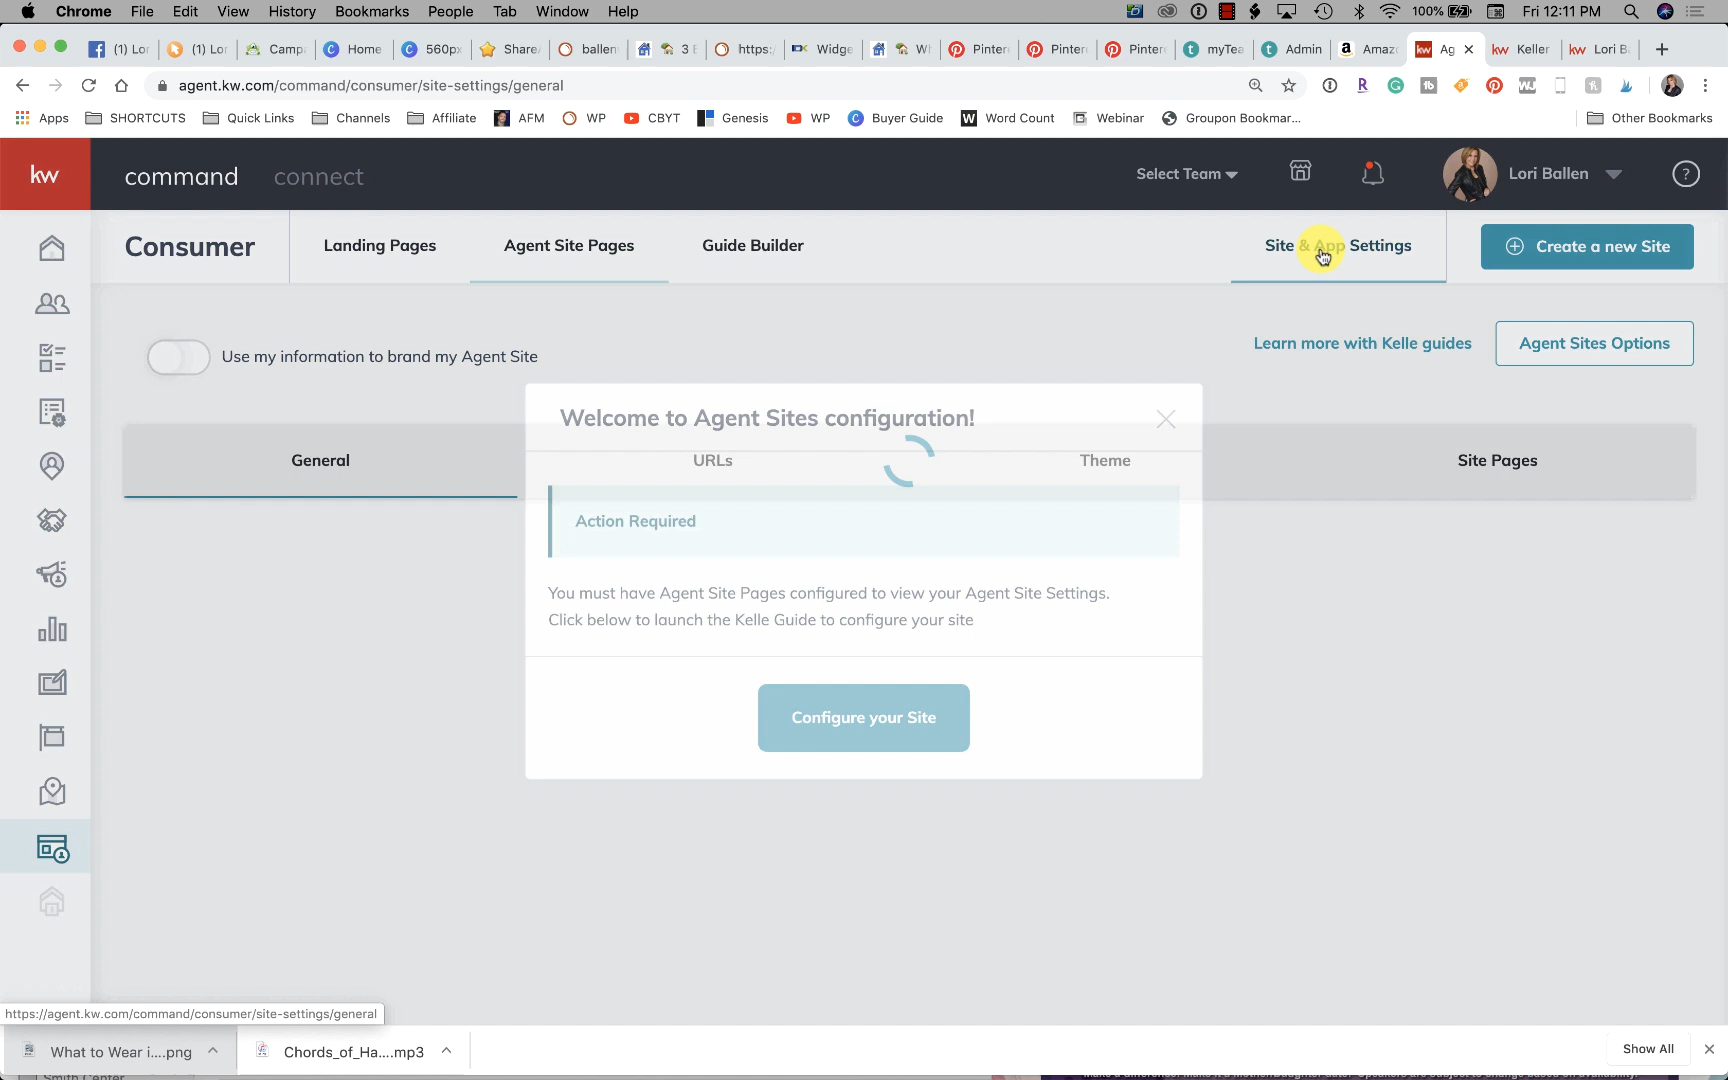 Chrome File Edit View History Bookmarks People Tab Window Help 100% Fri 12:11 PM
(1) Lor (1) Lor Camp Home 560px Share ballen 3 E https: Widge Wh Pinter Pinter Pinter myTea Admin Amaz Ag Keller Lori B
agent.kw.com/command/consumer/site-settings/general
Apps SHORTCUTS Quick Links Channels Affiliate AFM WP CBYT Genesis WP Buyer Guide Word Count Webinar Groupon Bookmar... Other Bookmarks
kw command connect Select Team Lori Ballen ?
Consumer Landing Pages Agent Site Pages Guide Builder Site & App Settings Create a new Site
Use my information to brand my Agent Site Learn more with Kelle guides Agent Sites Options
Welcome to Agent Sites configuration!
General URLs Theme Site Pages
Action Required
You must have Agent Site Pages configured to view your Agent Site Settings.
Click below to launch the Kelle Guide to configure your site
Configure your Site
https://agent.kw.com/command/consumer/site-settings/general
What to Wear i....png Chords_of_Ha....mp3 Show All